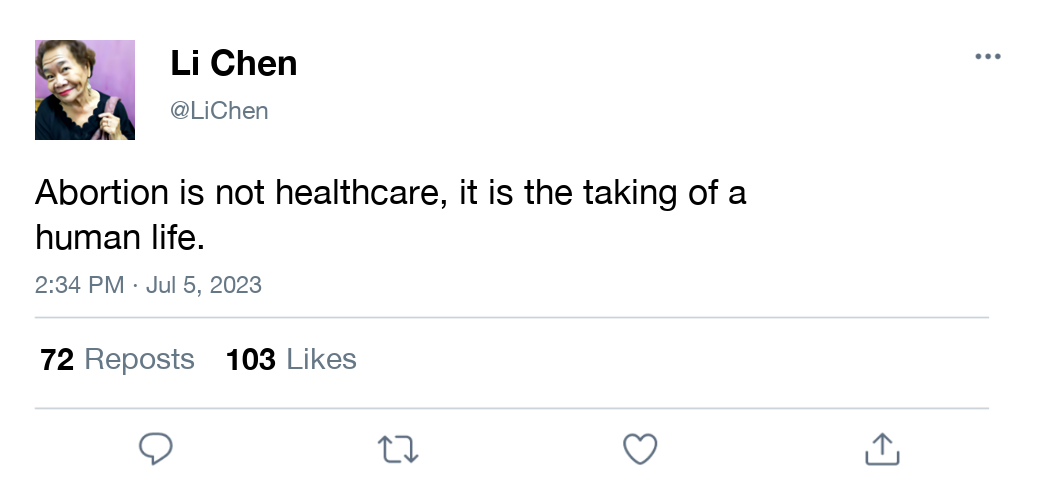 Li Chen
@LiChen
Abortion is not healthcare, it is the taking of a
human life.
2:34 PM · Jul 5, 2023
72 Reposts 103 Likes